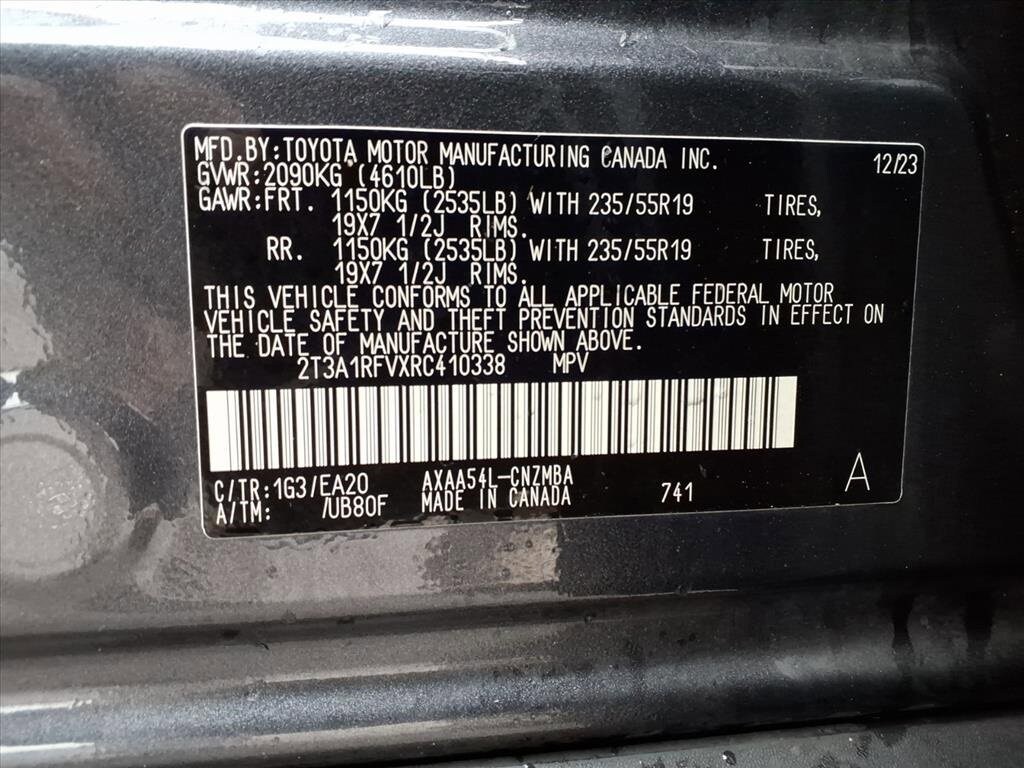 MFD.BY:TOYOTA MOTOR MANUFACTURING CANADA INC. 12/23
GVWR:2090KG (4610LB)
GAWR:FRT. 1150KG (2535LB) WITH 235/55R19 TIRES,
19X7 1/2J RIMS.
RR. 1150KG (2535LB) WITH 235/55R19 TIRES,
19X7 1/2J RIMS.
THIS VEHICLE CONFORMS TO ALL APPLICABLE FEDERAL MOTOR
VEHICLE SAFETY AND THEFT PREVENTION STANDARDS IN EFFECT ON
THE DATE OF MANUFACTURE SHOWN ABOVE.
2T3A1RFVXRC410338 MPV
C/TR:1G3/EA20 AXAA54L-CNZMBA
A/TM: /UB80F MADE IN CANADA 741 A